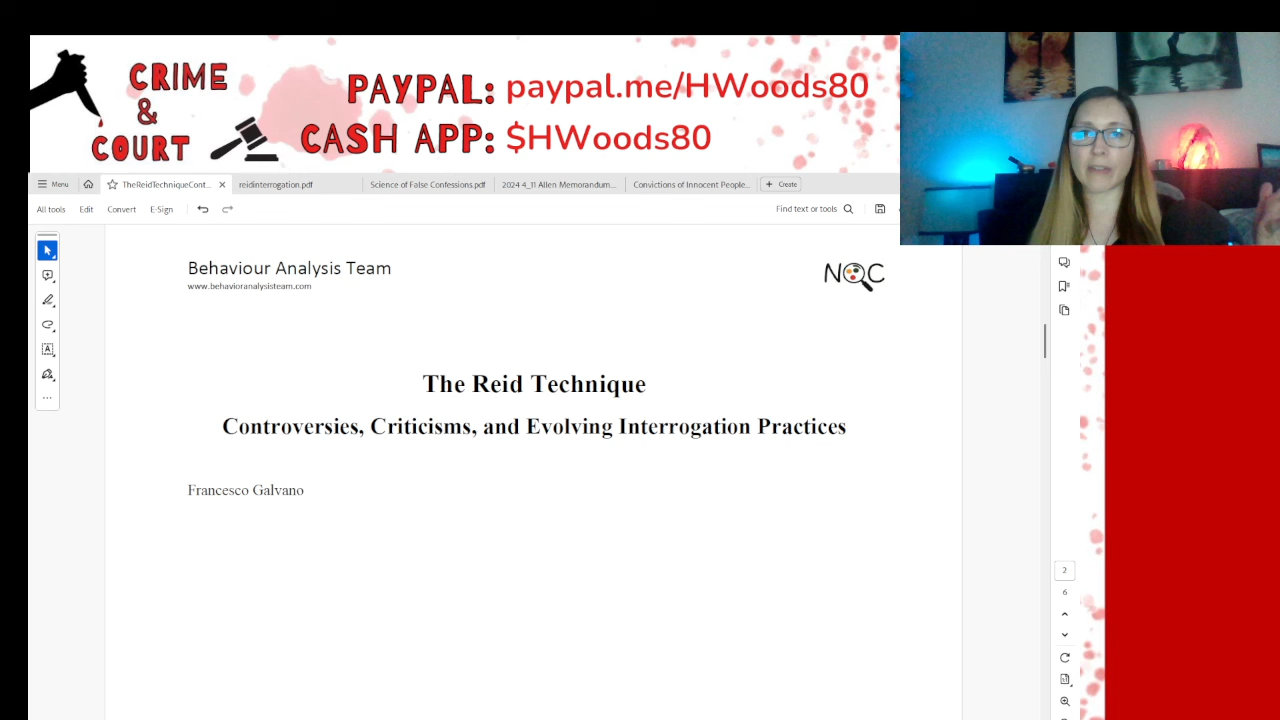 CRIME
&
COURT
PAYPAL: paypal.me/HWoods80
CASH APP: $HWoods80
Menu
TheReidTechniqueCont...
reidinterrogation.pdf
Science of False Confessions.pdf
2024 4_11 Allen Memorandum...
Convictions of Innocent People...
+ Create
All tools Edit Convert E-Sign
Find text or tools
Behaviour Analysis Team
www.behavioranalysisteam.com
NQC
The Reid Technique
Controversies, Criticisms, and Evolving Interrogation Practices
Francesco Galvano
2
6